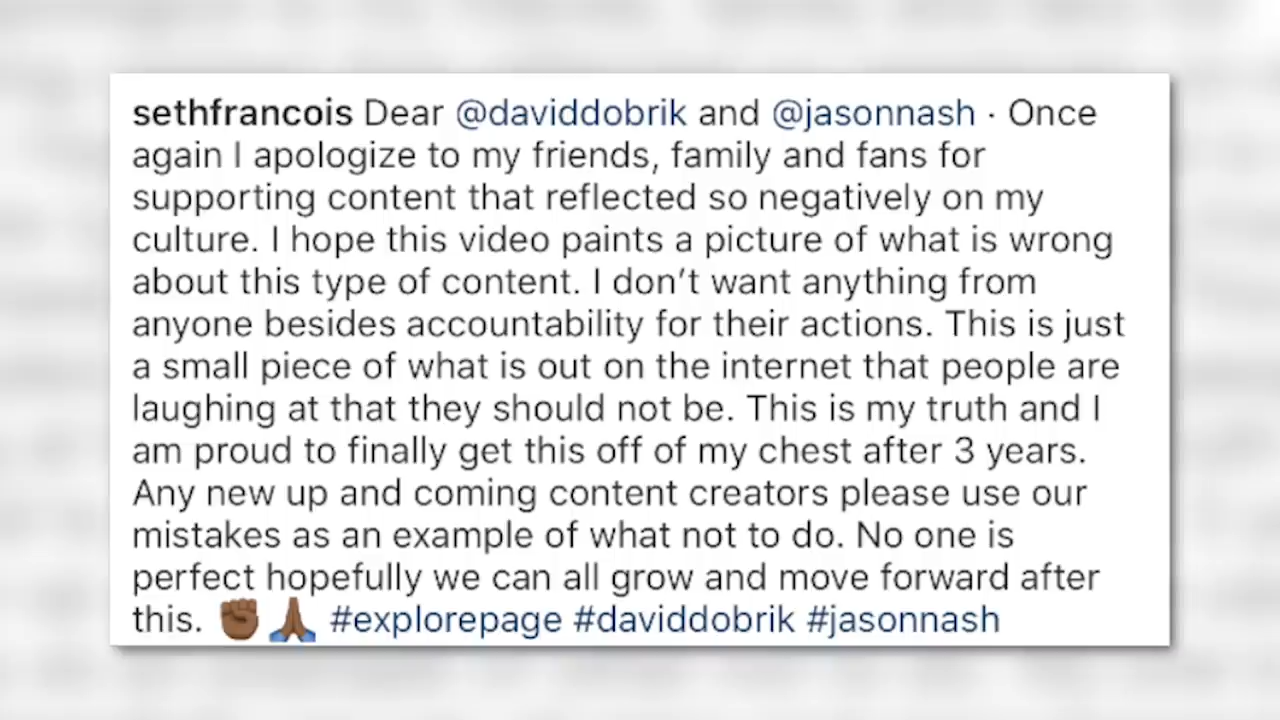 sethfrancois Dear @daviddobrik and @jasonnash · Once
again I apologize to my friends, family and fans for
supporting content that reflected so negatively on my
culture. I hope this video paints a picture of what is wrong
about this type of content. I don’t want anything from
anyone besides accountability for their actions. This is just
a small piece of what is out on the internet that people are
laughing at that they should not be. This is my truth and I
am proud to finally get this off of my chest after 3 years.
Any new up and coming content creators please use our
mistakes as an example of what not to do. No one is
perfect hopefully we can all grow and move forward after
this. ✊🏾🙏🏾 #explorepage #daviddobrik #jasonnash